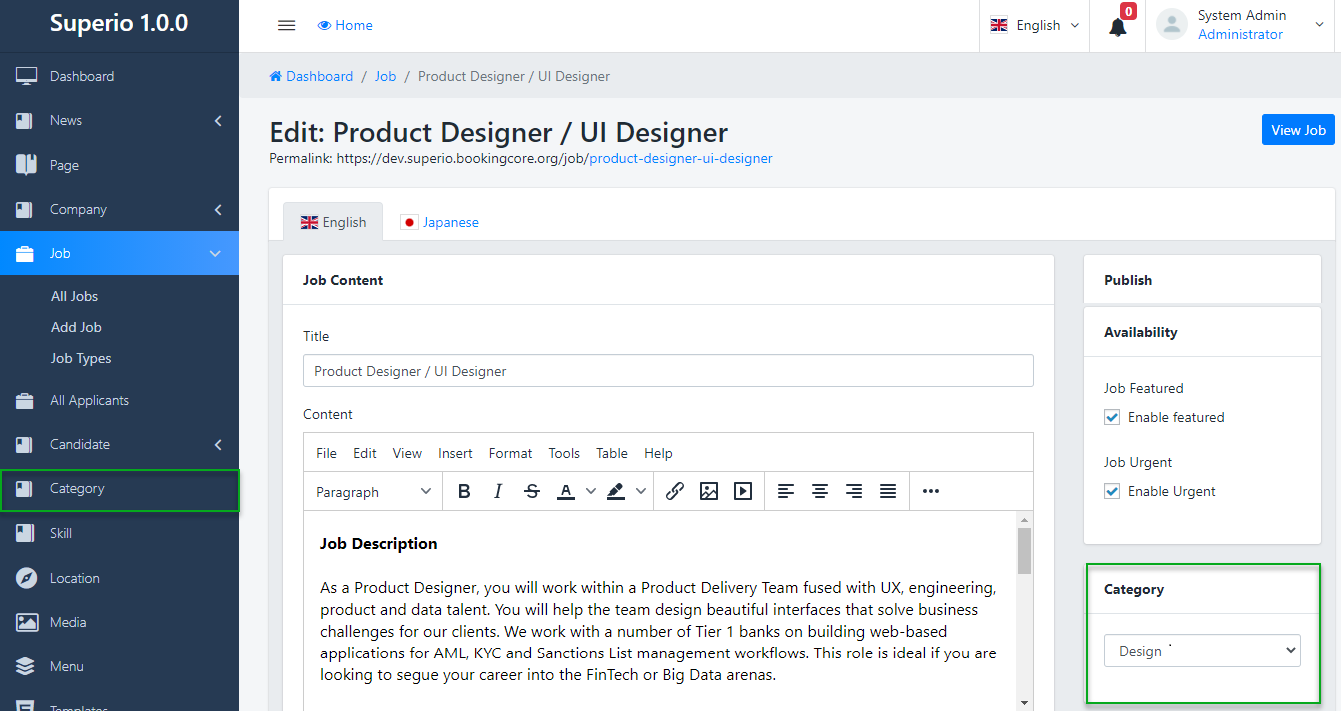 Superio 1.0.0
Home
English
0
System Admin
Administrator
Dashboard
News
Page
Company
Job
All Jobs
Add Job
Job Types
All Applicants
Candidate
Category
Skill
Location
Media
Menu
Templates
Dashboard / Job / Product Designer / UI Designer
Edit: Product Designer / UI Designer
Permalink: https://dev.superio.bookingcore.org/job/product-designer-ui-designer
View Job
English
Japanese
Job Content
Title
Product Designer / UI Designer
Content
File Edit View Insert Format Tools Table Help
Paragraph B I S A
Job Description
As a Product Designer, you will work within a Product Delivery Team fused with UX, engineering,
product and data talent. You will help the team design beautiful interfaces that solve business
challenges for our clients. We work with a number of Tier 1 banks on building web-based
applications for AML, KYC and Sanctions List management workflows. This role is ideal if you are
looking to segue your career into the FinTech or Big Data arenas.
Publish
Availability
Job Featured
Enable featured
Job Urgent
Enable Urgent
Category
Design